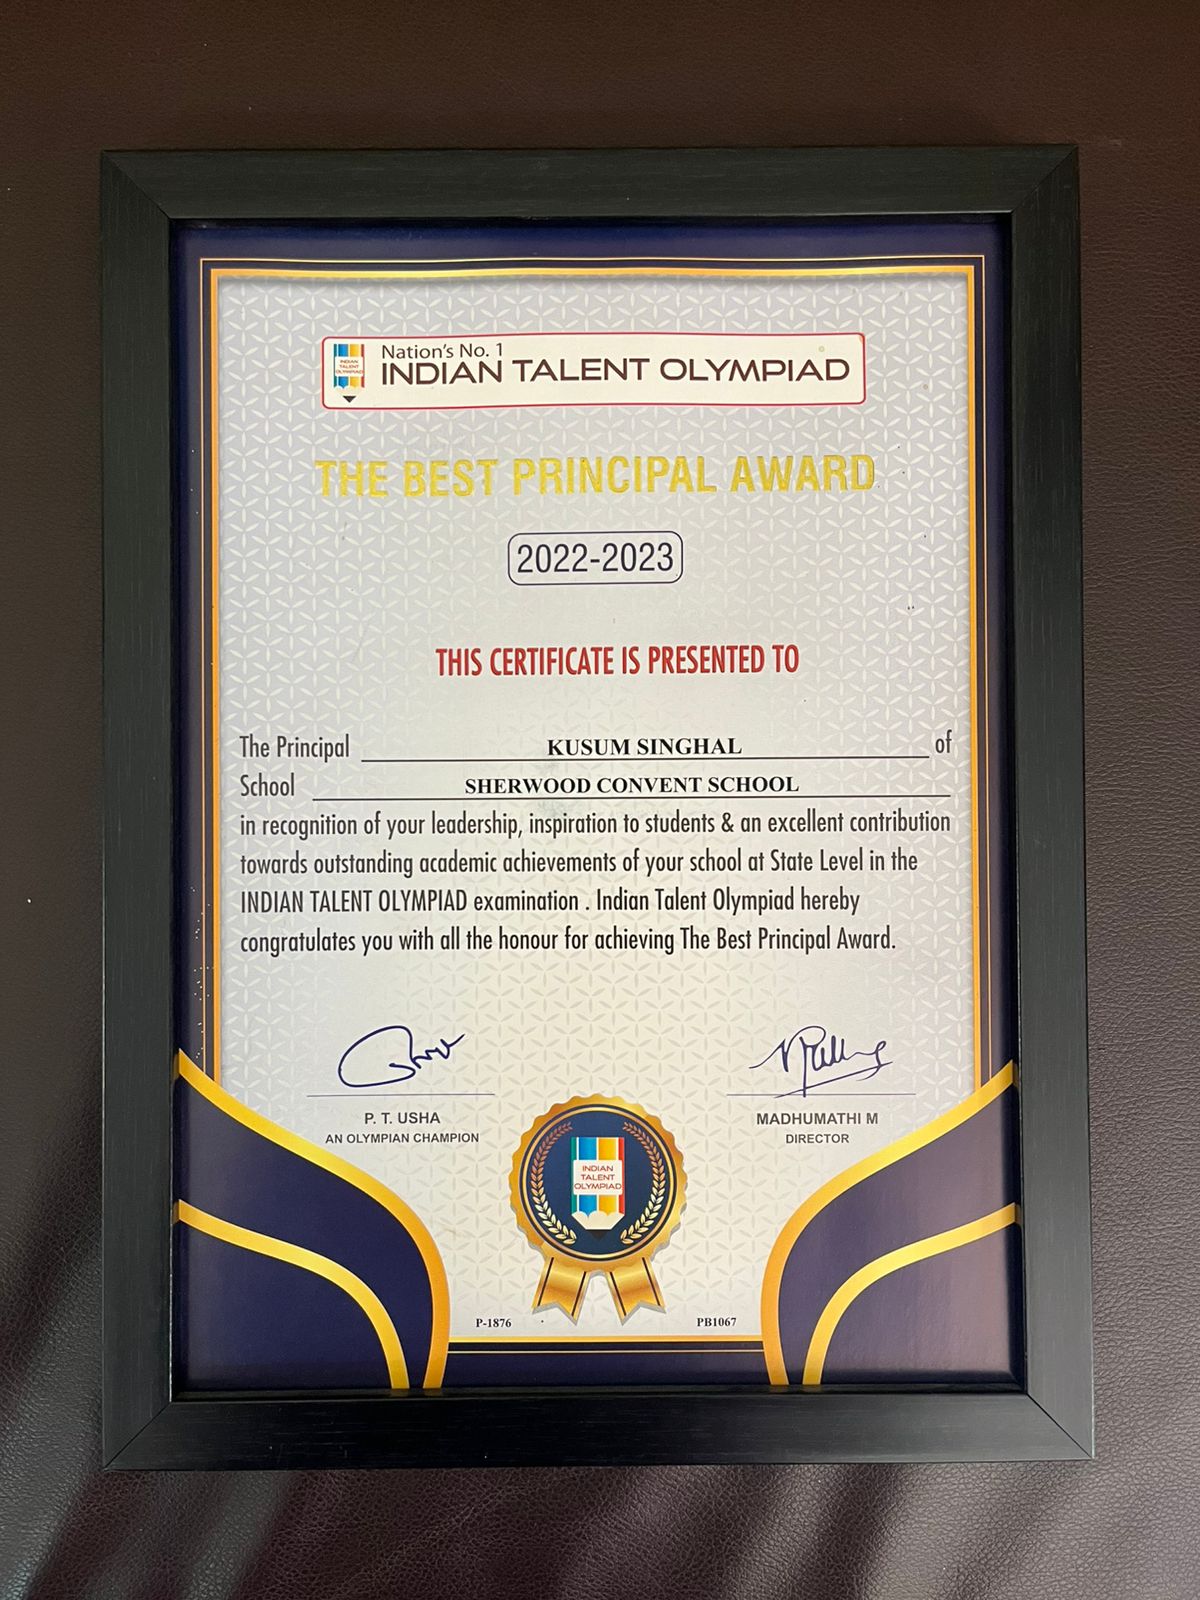 Nation's No. 1
INDIAN TALENT OLYMPIAD
INDIAN
TALENT
OLYMPIAD
THE BEST PRINCIPAL AWARD
2022-2023
THIS CERTIFICATE IS PRESENTED TO
The Principal KUSUM SINGHAL of
School SHERWOOD CONVENT SCHOOL
in recognition of your leadership, inspiration to students & an excellent contribution
towards outstanding academic achievements of your school at State Level in the
INDIAN TALENT OLYMPIAD examination . Indian Talent Olympiad hereby
congratulates you with all the honour for achieving The Best Principal Award.
P. T. USHA
AN OLYMPIAN CHAMPION
MADHUMATHI M
DIRECTOR
INDIAN
TALENT
OLYMPIAD
P-1876
PB1067